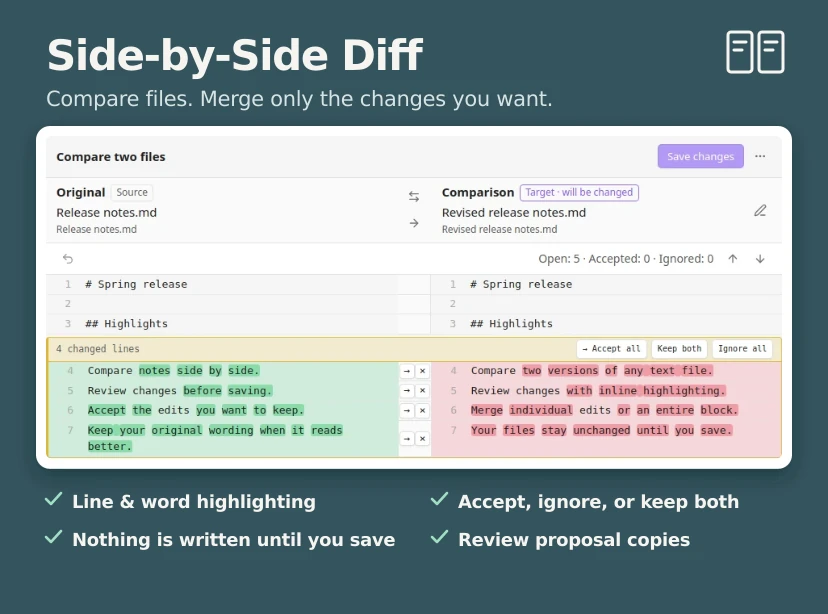 Side-by-Side Diff
Compare files. Merge only the changes you want.
Compare two files
Save changes
Original Source
Comparison Target · will be changed
Release notes.md
Revised release notes.md
Release notes.md
Revised release notes.md
Open: 5 · Accepted: 0 · Ignored: 0
1 # Spring release
1 # Spring release
2
2
3 ## Highlights
3 ## Highlights
4 changed lines
→ Accept all Keep both Ignore all
4 Compare notes side by side.
→ ×
4 Compare two versions of any text file.
5 Review changes before saving.
→ ×
5 Review changes with inline highlighting.
6 Accept the edits you want to keep.
→ ×
6 Merge individual edits or an entire block.
7 Keep your original wording when it reads
better.
→ ×
7 Your files stay unchanged until you save.
Line & word highlighting
Accept, ignore, or keep both
Nothing is written until you save
Review proposal copies